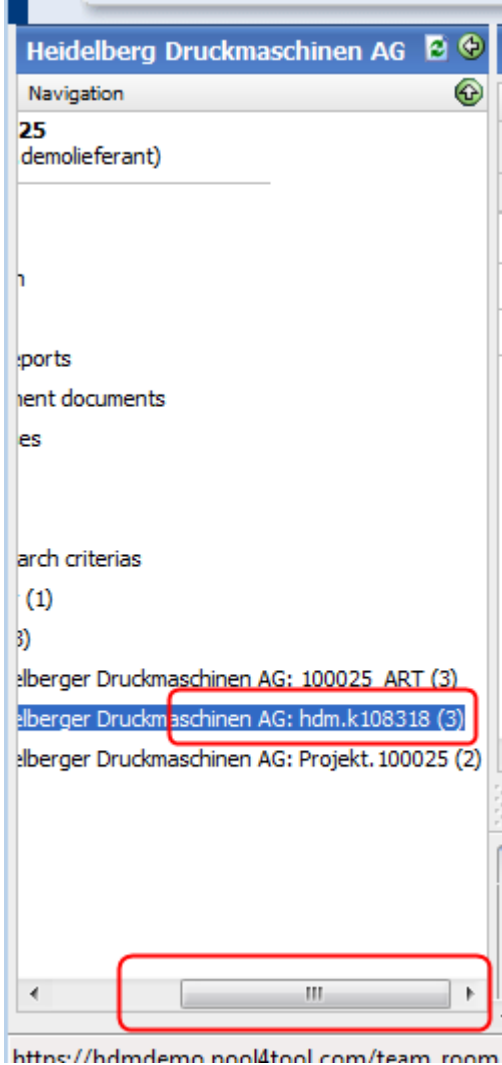 Heidelberg Druckmaschinen AG
Navigation
25
demolieferant)
n
ports
ent documents
es
arch criterias
(1)
3)
elberger Druckmaschinen AG: 100025_ART (3)
elberger Druckmaschinen AG: hdm.k108318 (3)
elberger Druckmaschinen AG: Projekt.100025 (2)
https://hdmdemo.pool4tool.com/team_room